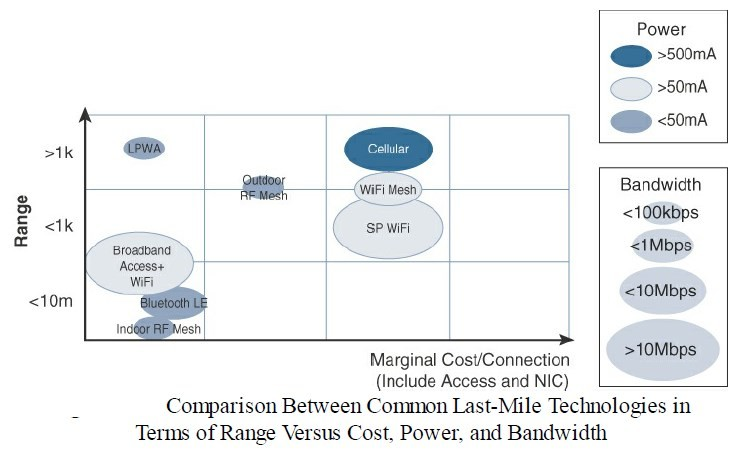 Power
>500mA
>50mA
<50mA
Bandwidth
<100kbps
<1Mbps
<10Mbps
>10Mbps
Range
>1k
<1k
<10m
LPWA
Cellular
Outdoor
RF Mesh
WiFi Mesh
SP WiFi
Broadband
Access+
WiFi
Bluetooth LE
Indoor RF Mesh
Marginal Cost/Connection
(Include Access and NIC)
Comparison Between Common Last-Mile Technologies in
Terms of Range Versus Cost, Power, and Bandwidth